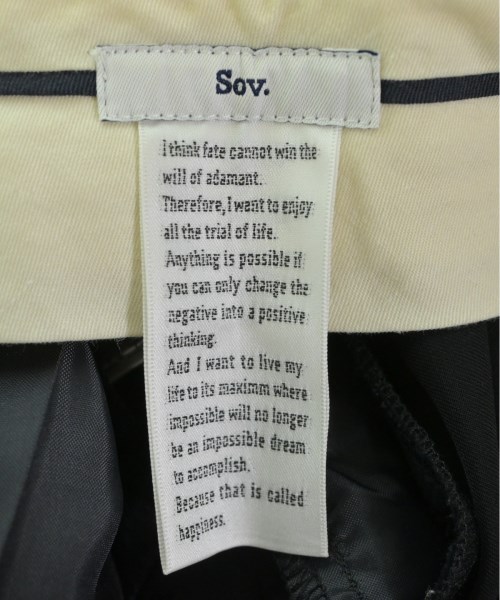 Sov.
I think fate cannot win the
will of adamant.
Therefore, I want to enjoy
all the trial of life.
Anything is possible if
you can only change the
negative into a positive
thinking.
And I want to live my
life to its maximm where
impossible will no longer
be an impossible dream
to accomplish.
Because that is called
happiness.